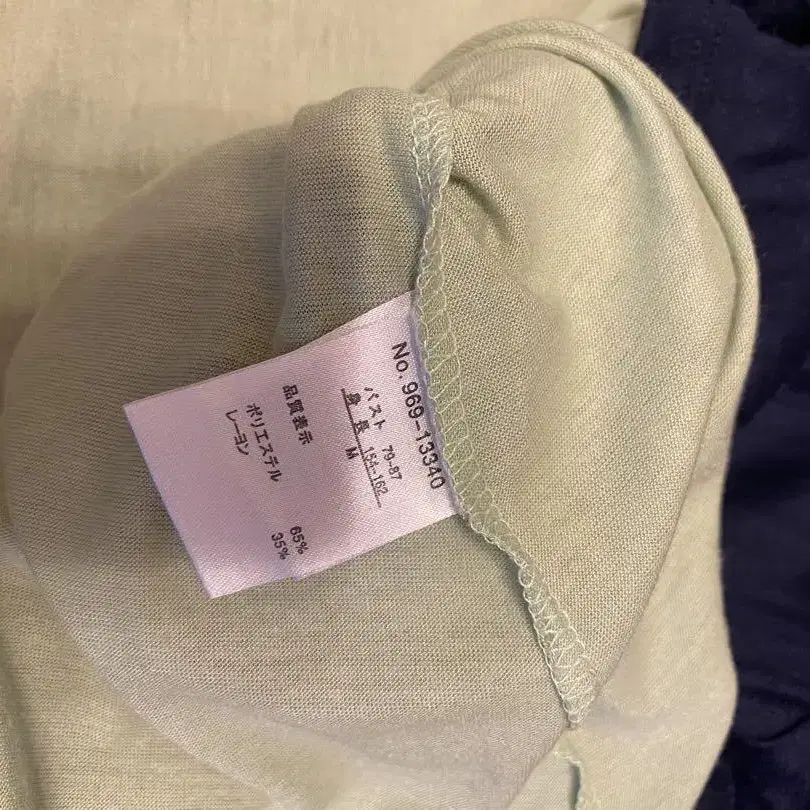 No. 969-13340
バスト 79-87
身長 154-162
M
品質表示
ポリエステル 65%
レーヨン 35%